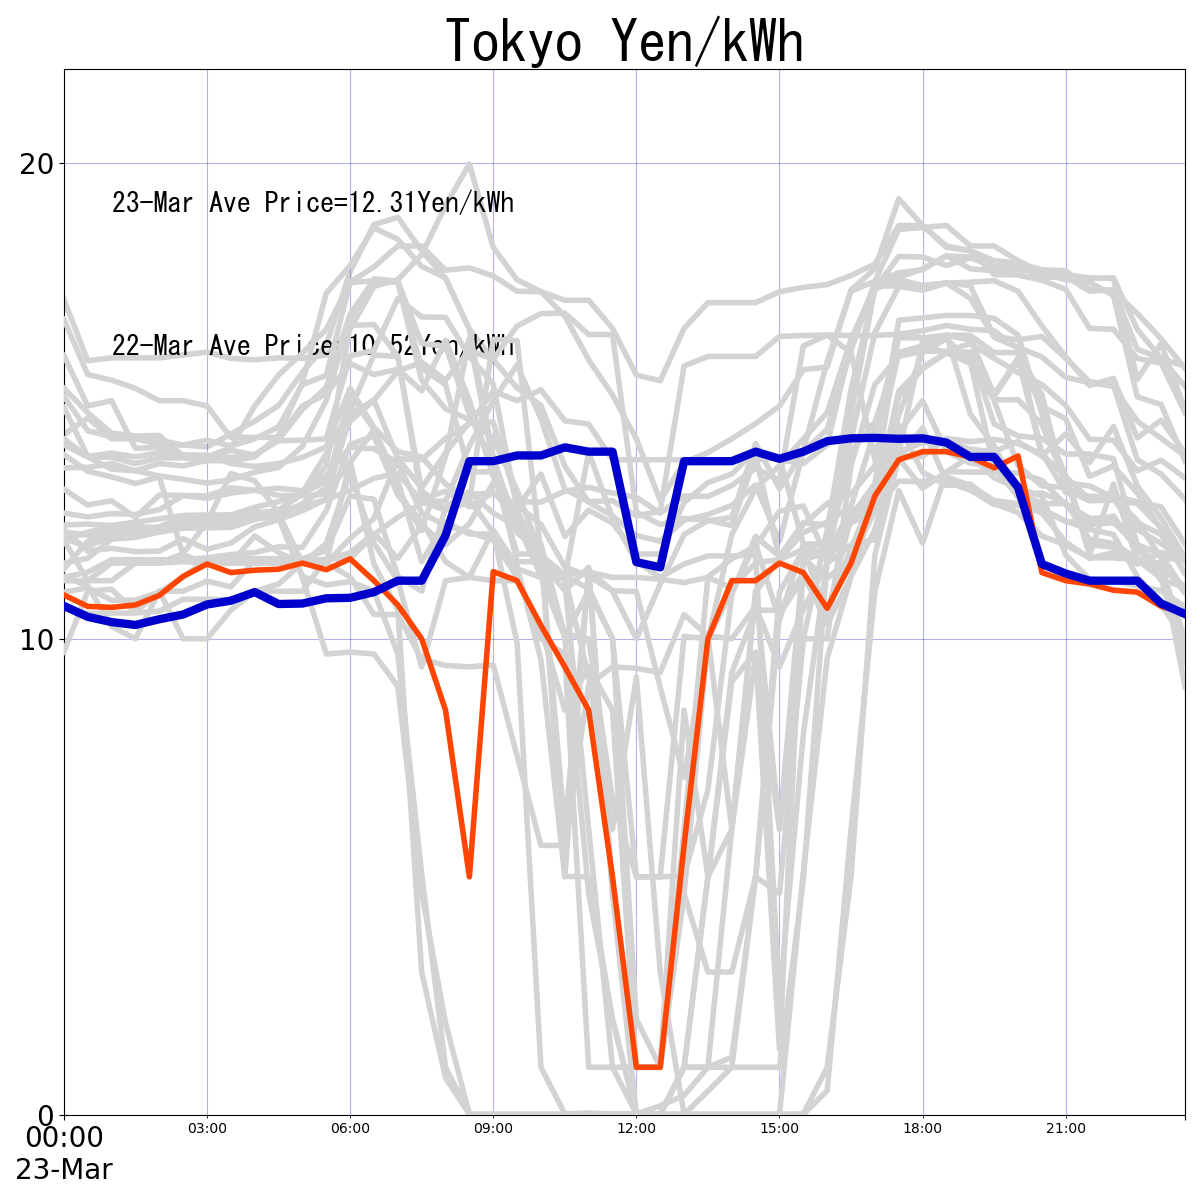 Tokyo Yen/kWh
20
23-Mar Ave Price=12.31Yen/kWh
22-Mar Ave Price=10.52Yen/kWh
10
0
00:00 03:00 06:00 09:00 12:00 15:00 18:00 21:00
23-Mar